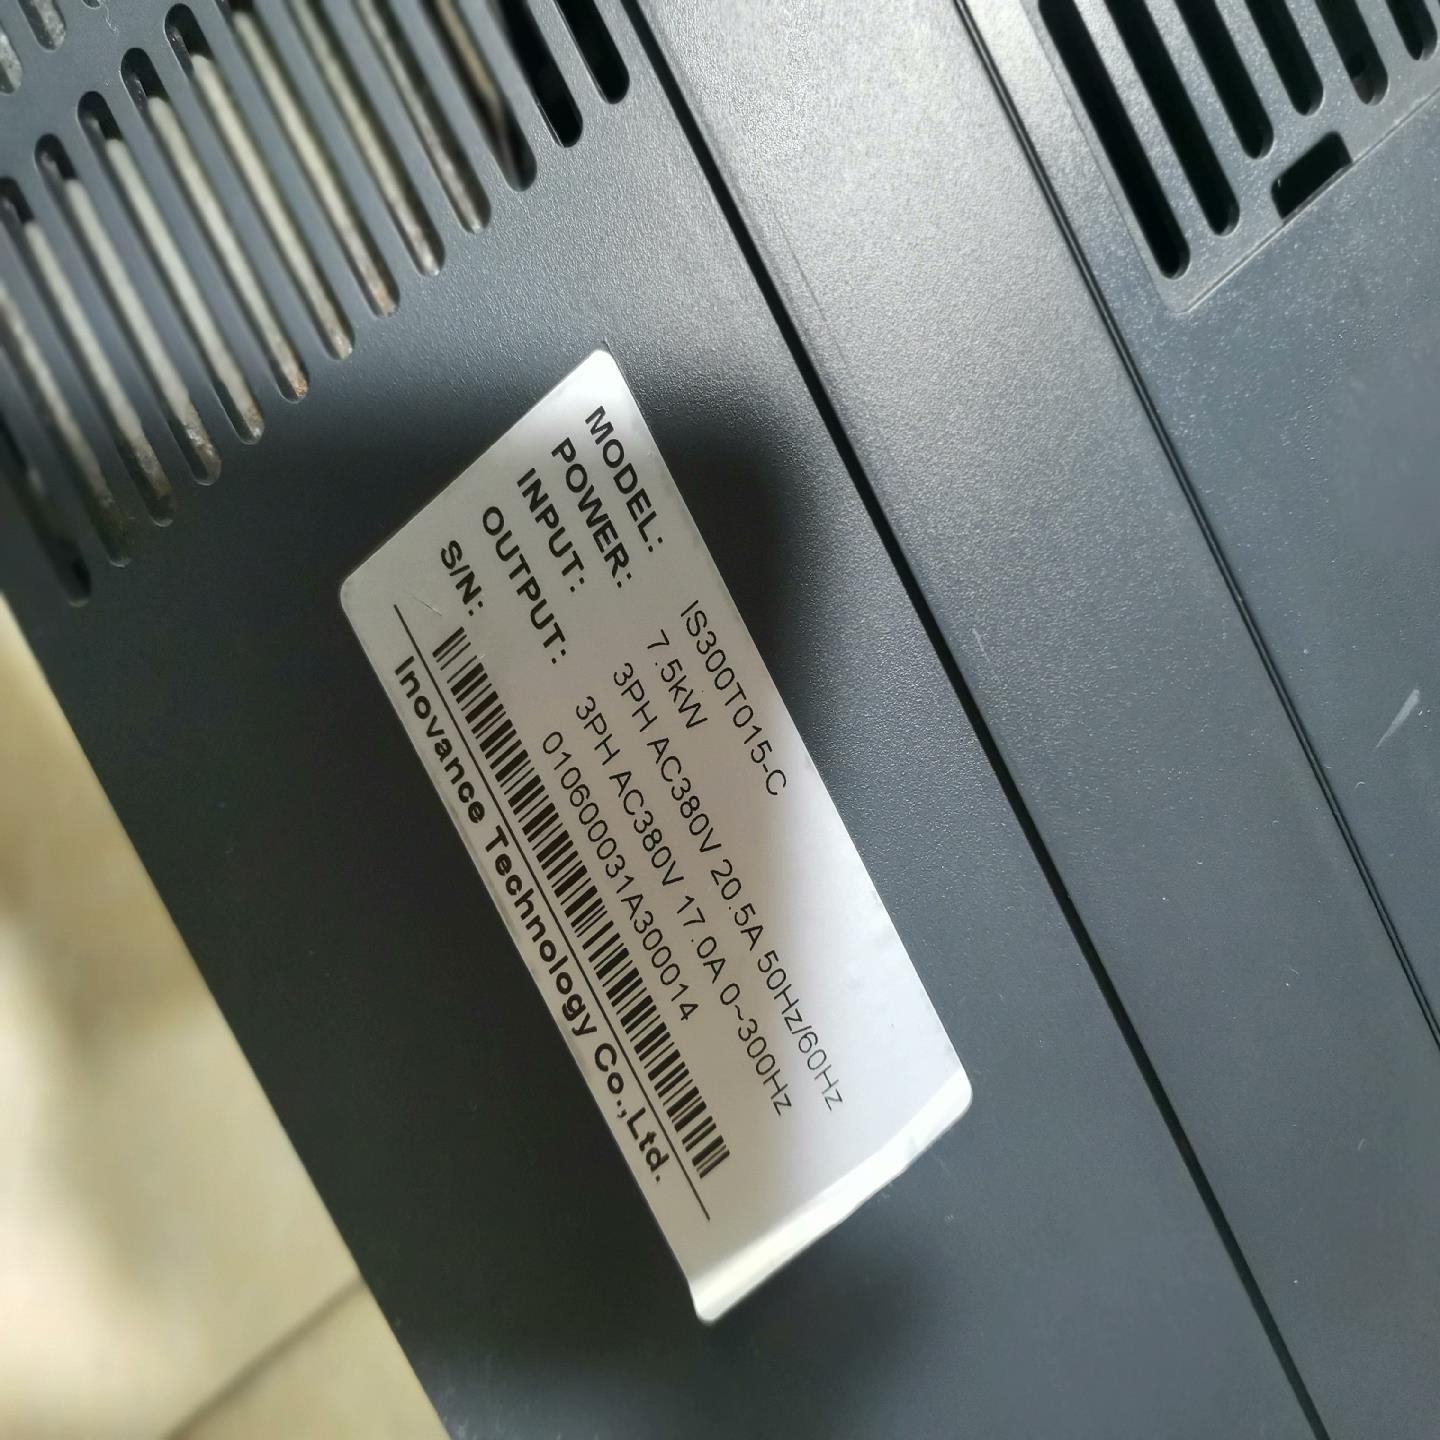 MODEL: IS300T015-C
POWER: 7.5kW
INPUT: 3PH AC380V 20.5A 50Hz/60Hz
OUTPUT: 3PH AC380V 17.0A 0~300Hz
S/N: 010600031A300014
Inovance Technology Co.,Ltd.